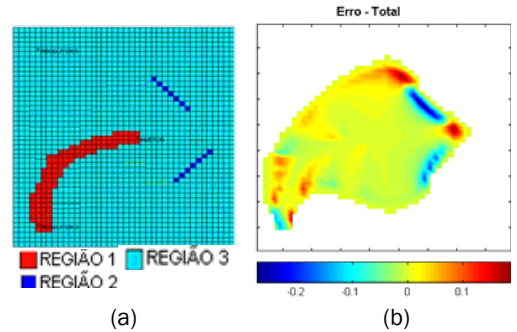 Erro - Total
REGIÃO 1
REGIÃO 3
REGIÃO 2
-0.2
-0.1
0
0.1
(a)
(b)